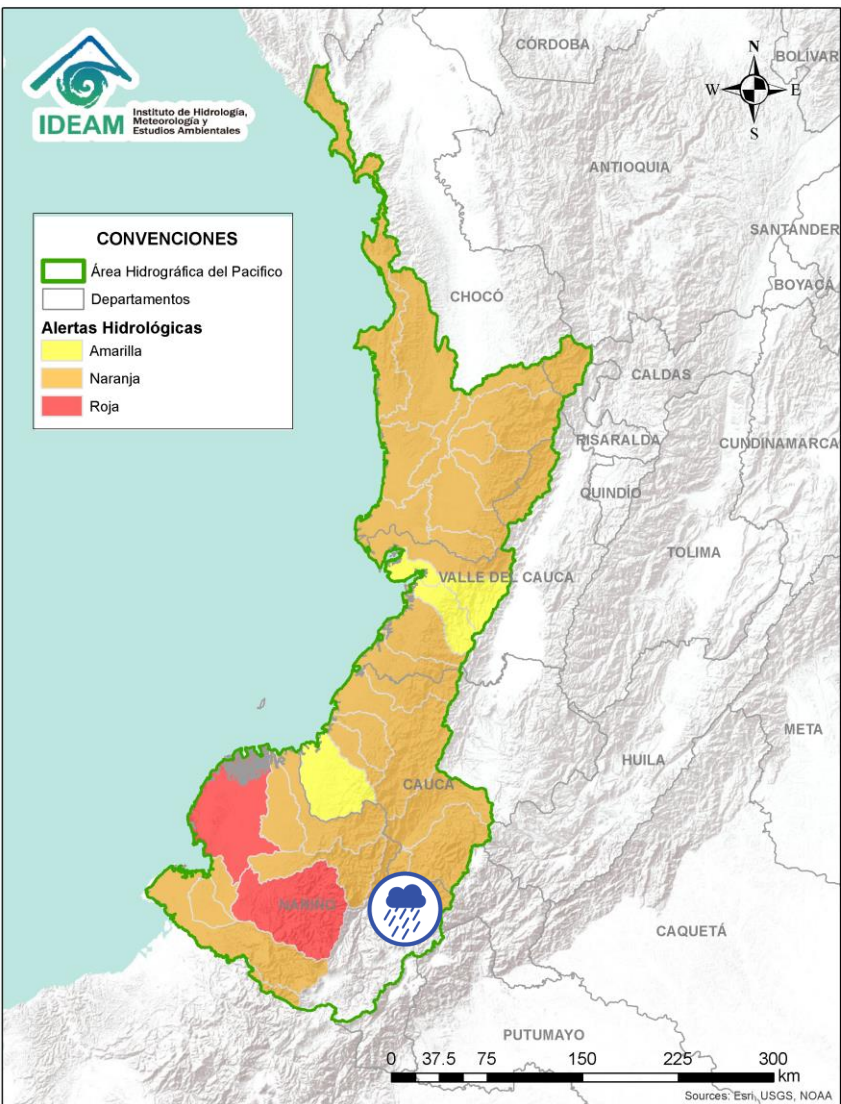 IDEAM
Instituto de Hidrología,
Meteorología y
Estudios Ambientales
CÓRDOBA
BOLÍVAR
N
W
E
S
ANTIOQUIA
SANTANDER
BOYACÁ
CONVENCIONES
Área Hidrográfica del Pacifico
Departamentos
Alertas Hidrológicas
Amarilla
Naranja
Roja
CHOCÓ
CALDAS
RISARALDA
CUNDINAMARCA
QUINDÍO
TOLIMA
VALLE DEL CAUCA
META
HUILA
CAUCA
NARIÑO
CAQUETÁ
PUTUMAYO
0 37.5 75 150 225 300
km
Sources: Esri, USGS, NOAA